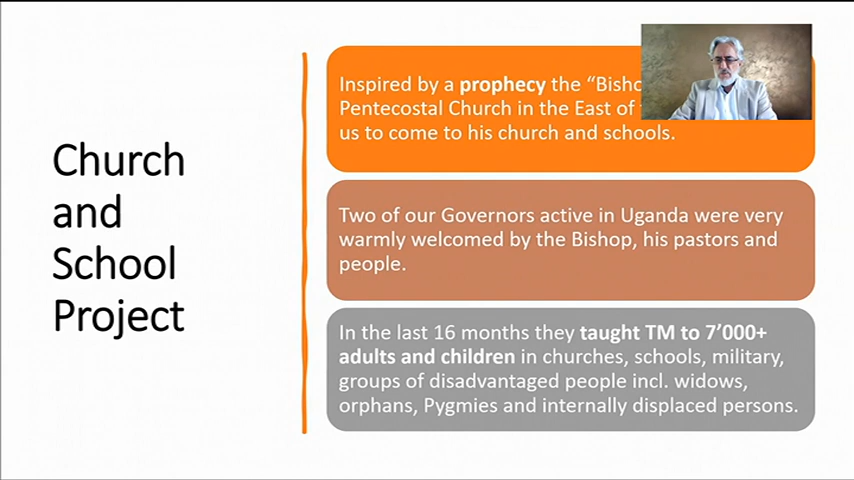 Church
and
School
Project
Inspired by a prophecy the “Bisho
Pentecostal Church in the East of
us to come to his church and schools.
Two of our Governors active in Uganda were very
warmly welcomed by the Bishop, his pastors and
people.
In the last 16 months they taught TM to 7’000+
adults and children in churches, schools, military,
groups of disadvantaged people incl. widows,
orphans, Pygmies and internally displaced persons.